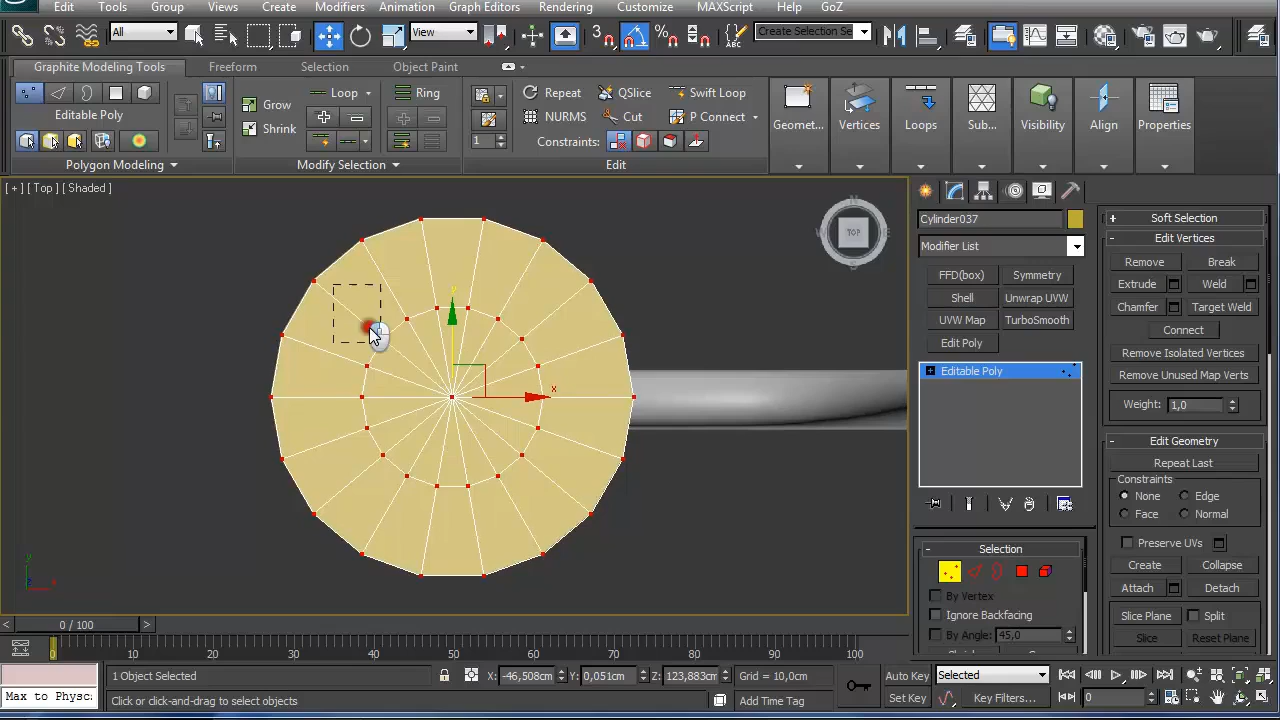 Edit Tools Group Views Create Modifiers Animation Graph Editors Rendering Customize MAXScript Help GoZ
All View 3 Create Selection Se
Graphite Modeling Tools Freeform Selection Object Paint
Editable Poly
Polygon Modeling
Grow Loop Ring
Shrink
Modify Selection
Repeat QSlice Swift Loop
NURMS Cut P Connect
1 Constraints:
Edit
Geomet... Vertices Loops Sub... Visibility Align Properties
[ + ] [ Top ] [ Shaded ]
TOP
y
x
Cylinder037
Modifier List
FFD(box) Symmetry
Shell Unwrap UVW
UVW Map TurboSmooth
Edit Poly
+ Editable Poly
- Selection
By Vertex
Ignore Backfacing
By Angle: 45,0
+ Soft Selection
- Edit Vertices
Remove Break
Extrude Weld
Chamfer Target Weld
Connect
Remove Isolated Vertices
Remove Unused Map Verts
Weight: 1,0
- Edit Geometry
Repeat Last
Constraints
None Edge
Face Normal
Preserve UVs
Create Collapse
Attach Detach
Slice Plane Split
Slice Reset Plane
< 0 / 100 >
0 10 20 30 40 50 60 70 80 90 100
1 Object Selected X: -46,508cm Y: 0,051cm Z: 123,883cm Grid = 10,0cm Auto Key Selected
Max to Physc: Click or click-and-drag to select objects Add Time Tag Set Key Key Filters... 0